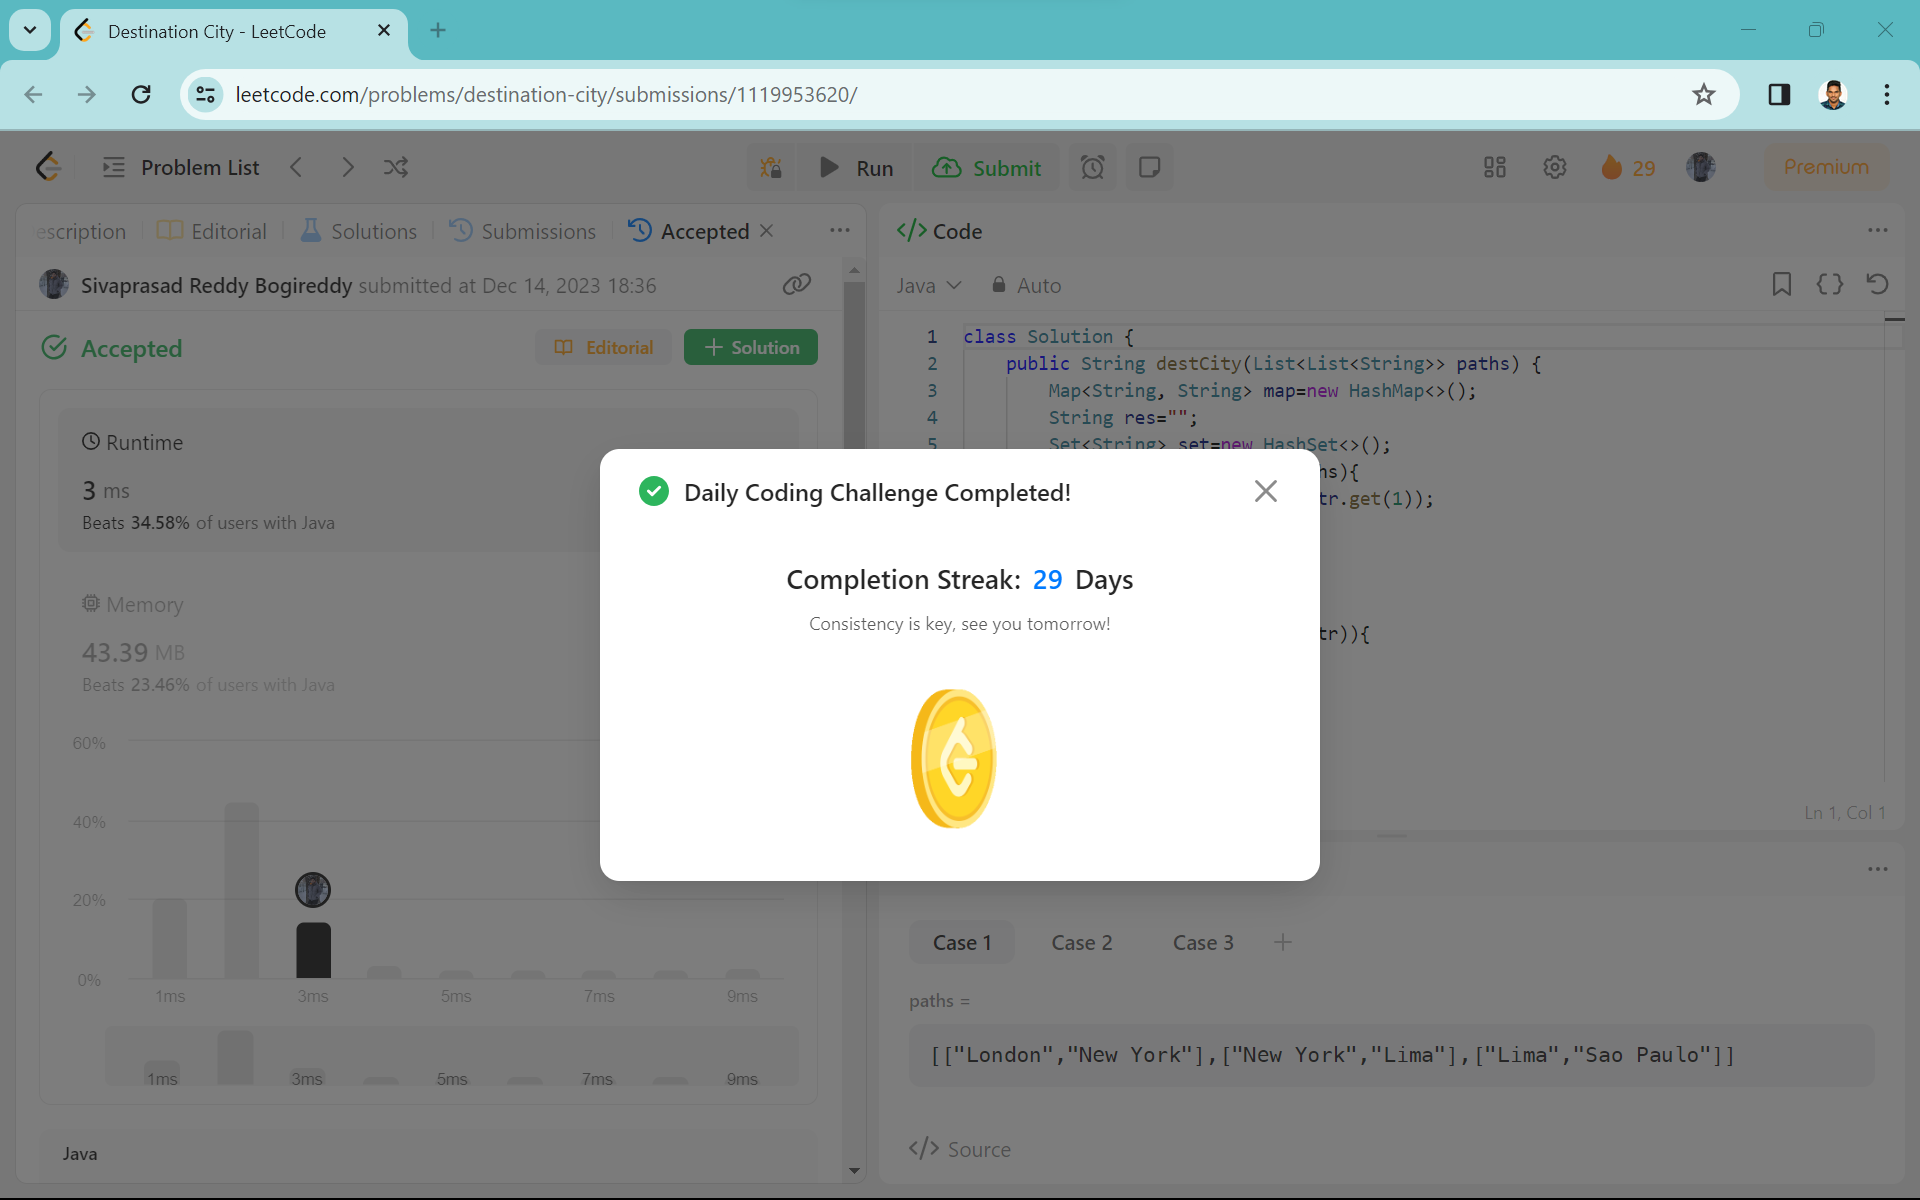 Destination City - LeetCode
leetcode.com/problems/destination-city/submissions/1119953620/
Problem List
Run
Submit
29
Premium
escription
Editorial
Solutions
Submissions
Accepted
Sivaprasad Reddy Bogireddy submitted at Dec 14, 2023 18:36
Accepted
Editorial
Solution
Runtime
3 ms
Beats 34.58% of users with Java
Memory
43.39 MB
Beats 23.46% of users with Java
60%
40%
20%
0%
1ms
3ms
5ms
7ms
9ms
1ms
3ms
5ms
7ms
9ms
Java
</> Code
Java
Auto
1 class Solution {
2 public String destCity(List<List<String>> paths) {
3 Map<String, String> map=new HashMap<>();
4 String res="";
5 Set<String> set=new HashSet<>();
hs){
tr.get(1));
tr)){
Ln 1, Col 1
Daily Coding Challenge Completed!
Completion Streak: 29 Days
Consistency is key, see you tomorrow!
Case 1
Case 2
Case 3
paths =
[["London","New York"],["New York","Lima"],["Lima","Sao Paulo"]]
</> Source